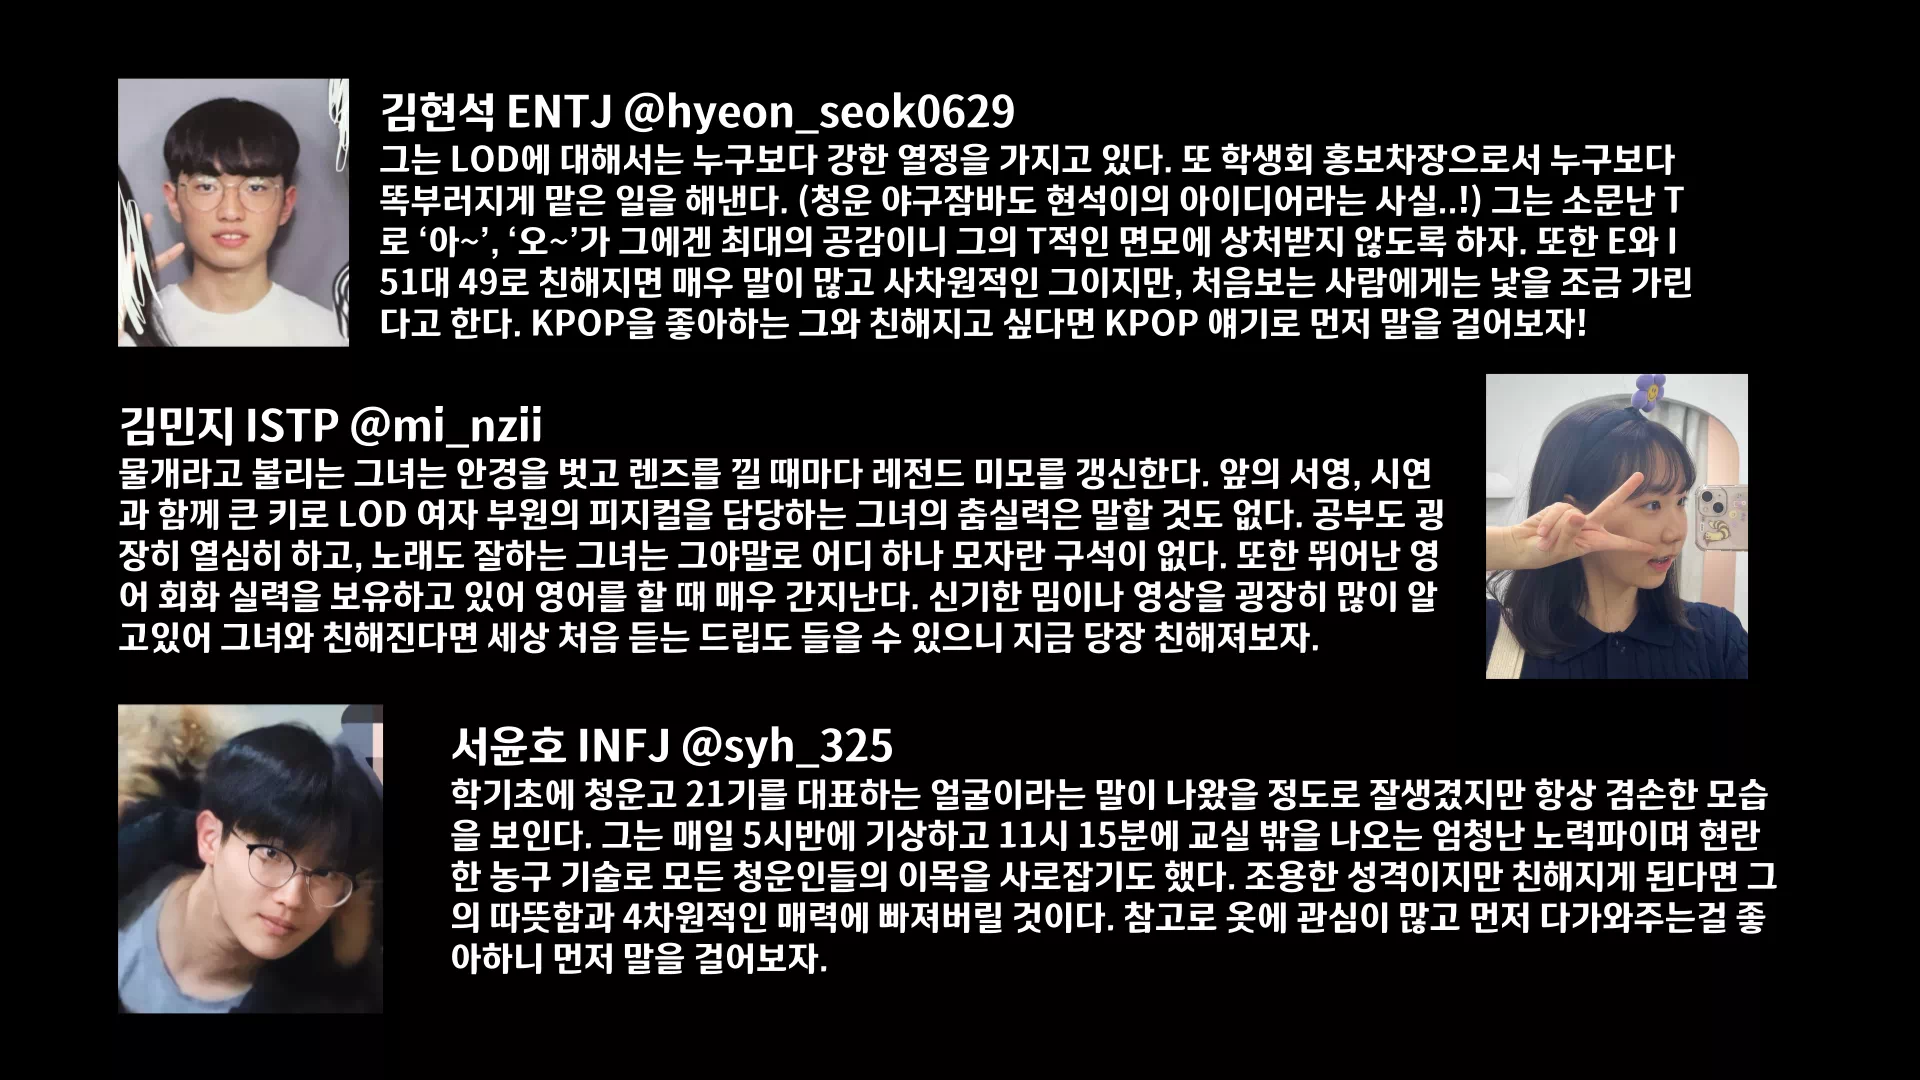 김현석 ENTJ @hyeon_seok0629
그는 LOD에 대해서는 누구보다 강한 열정을 가지고 있다. 또 학생회 홍보차장으로서 누구보다
똑부러지게 맡은 일을 해낸다. (청운 야구잠바도 현석이의 아이디어라는 사실..!) 그는 소문난 T
로 ‘아~’, ‘오~’가 그에겐 최대의 공감이니 그의 T적인 면모에 상처받지 않도록 하자. 또한 E와 I
51대 49로 친해지면 매우 말이 많고 사차원적인 그이지만, 처음보는 사람에게는 낯을 조금 가린
다고 한다. KPOP을 좋아하는 그와 친해지고 싶다면 KPOP 얘기로 먼저 말을 걸어보자!
김민지 ISTP @mi_nzii
물개라고 불리는 그녀는 안경을 벗고 렌즈를 낄 때마다 레전드 미모를 갱신한다. 앞의 서영, 시연
과 함께 큰 키로 LOD 여자 부원의 피지컬을 담당하는 그녀의 춤실력은 말할 것도 없다. 공부도 굉
장히 열심히 하고, 노래도 잘하는 그녀는 그야말로 어디 하나 모자란 구석이 없다. 또한 뛰어난 영
어 회화 실력을 보유하고 있어 영어를 할 때 매우 간지난다. 신기한 밈이나 영상을 굉장히 많이 알
고있어 그녀와 친해진다면 세상 처음 듣는 드립도 들을 수 있으니 지금 당장 친해져보자.
서윤호 INFJ @syh_325
학기초에 청운고 21기를 대표하는 얼굴이라는 말이 나왔을 정도로 잘생겼지만 항상 겸손한 모습
을 보인다. 그는 매일 5시반에 기상하고 11시 15분에 교실 밖을 나오는 엄청난 노력파이며 현란
한 농구 기술로 모든 청운인들의 이목을 사로잡기도 했다. 조용한 성격이지만 친해지게 된다면 그
의 따뜻함과 4차원적인 매력에 빠져버릴 것이다. 참고로 옷에 관심이 많고 먼저 다가와주는걸 좋
아하니 먼저 말을 걸어보자.